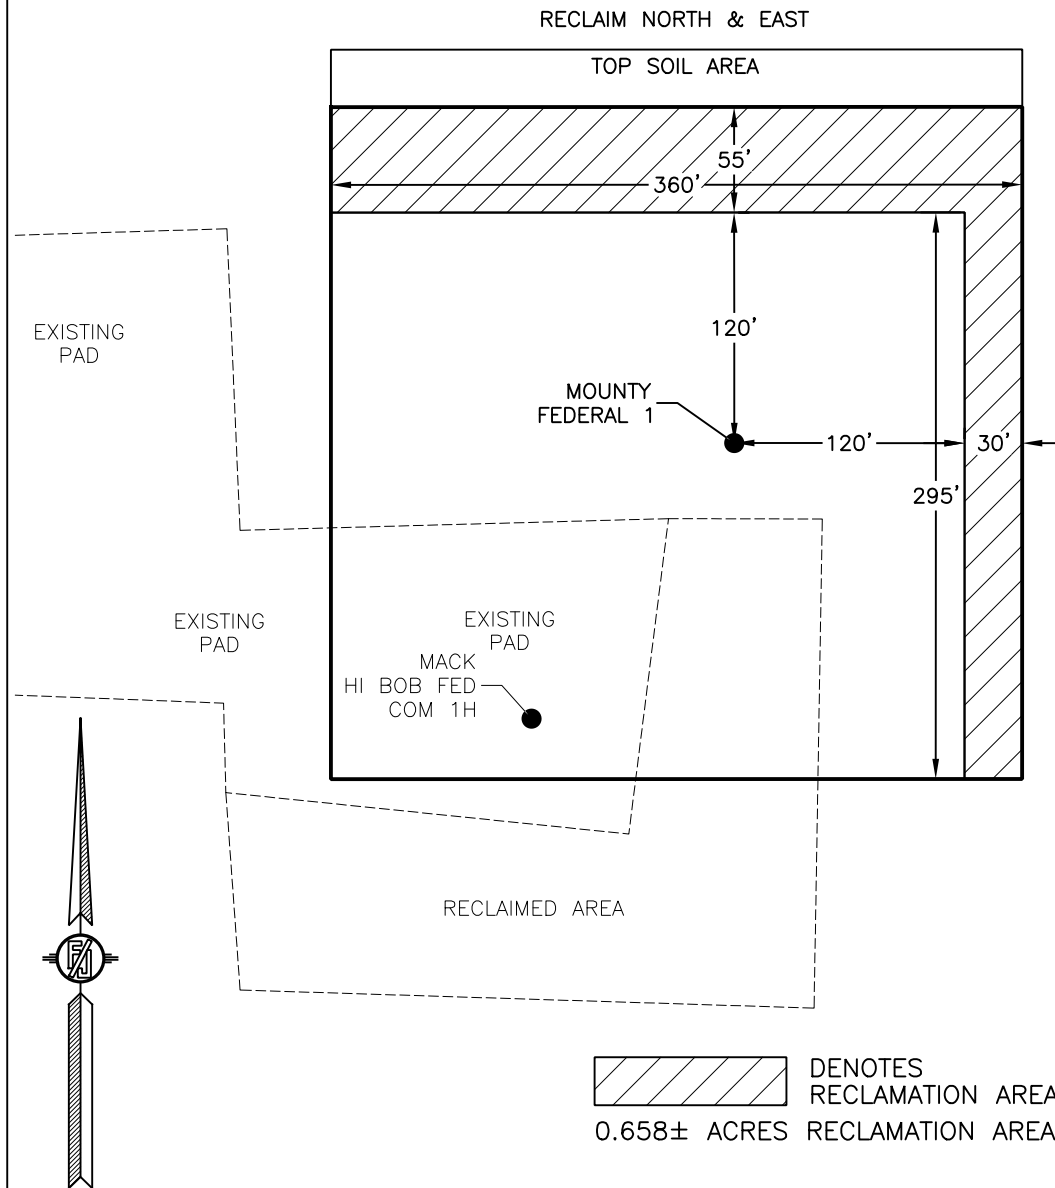 RECLAIM NORTH & EAST
TOP SOIL AREA
55'
360'
120'
MOUNTY
FEDERAL 1
120'
30'
295'
EXISTING
PAD
EXISTING
PAD
EXISTING
PAD
MACK
HI BOB FED
COM 1H
RECLAIMED AREA
DENOTES
RECLAMATION AREA
0.658± ACRES RECLAMATION AREA